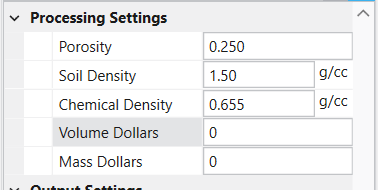 Processing Settings
Porosity 0.250
Soil Density 1.50 g/cc
Chemical Density 0.655 g/cc
Volume Dollars 0
Mass Dollars 0
Output Settings